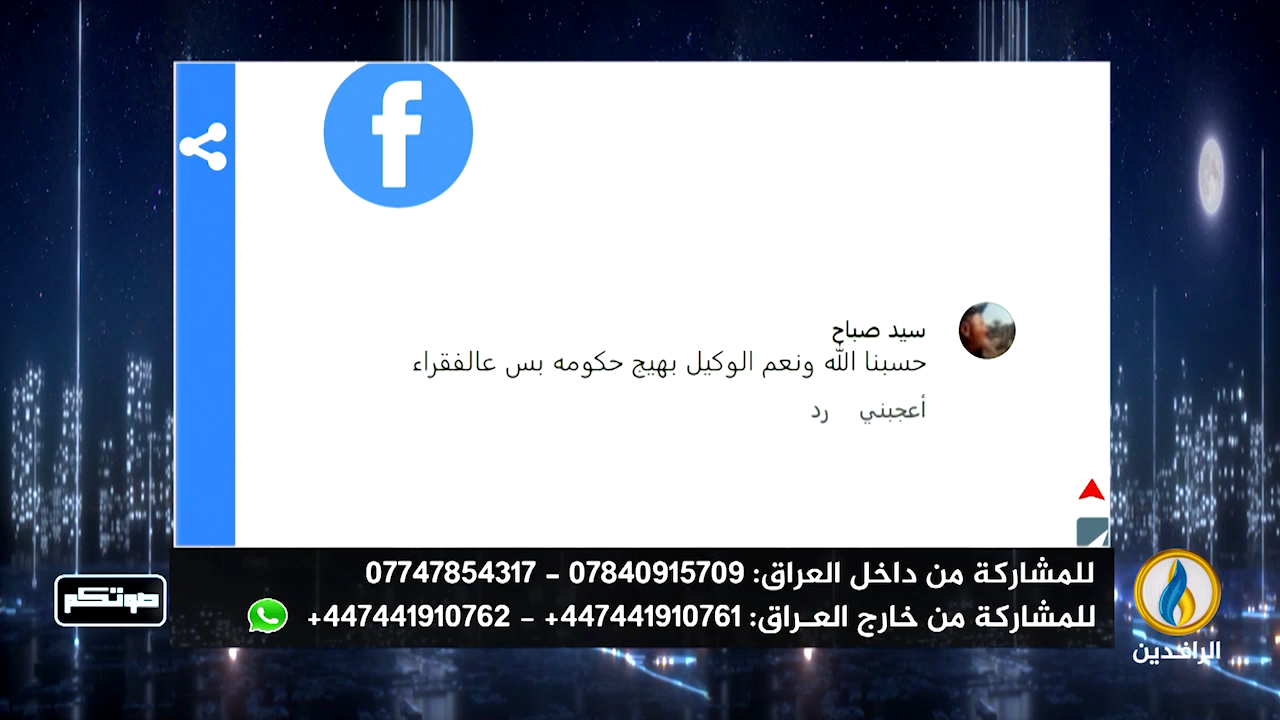 سيد صباح
حسبنا الله ونعم الوكيل بهيج حكومه بس عالفقراء
أعجبني رد
للمشاركة من داخل العراق: 07840915709 - 07747854317
للمشاركة من خارج العـراق: 447441910761+ - 447441910762+
صوتكم
الرافدين